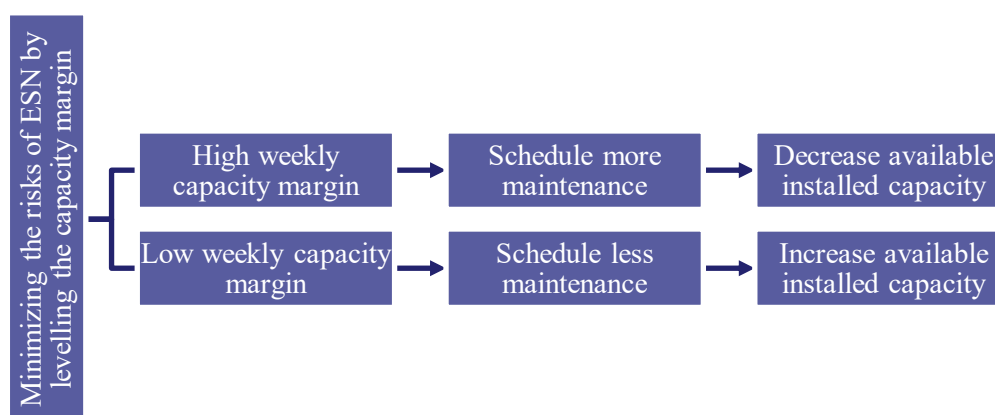 Minimizing the risks of ESN by
levelling the capacity margin
High weekly
capacity margin
Schedule more
maintenance
Decrease available
installed capacity
Low weekly capacity
margin
Schedule less
maintenance
Increase available
installed capacity